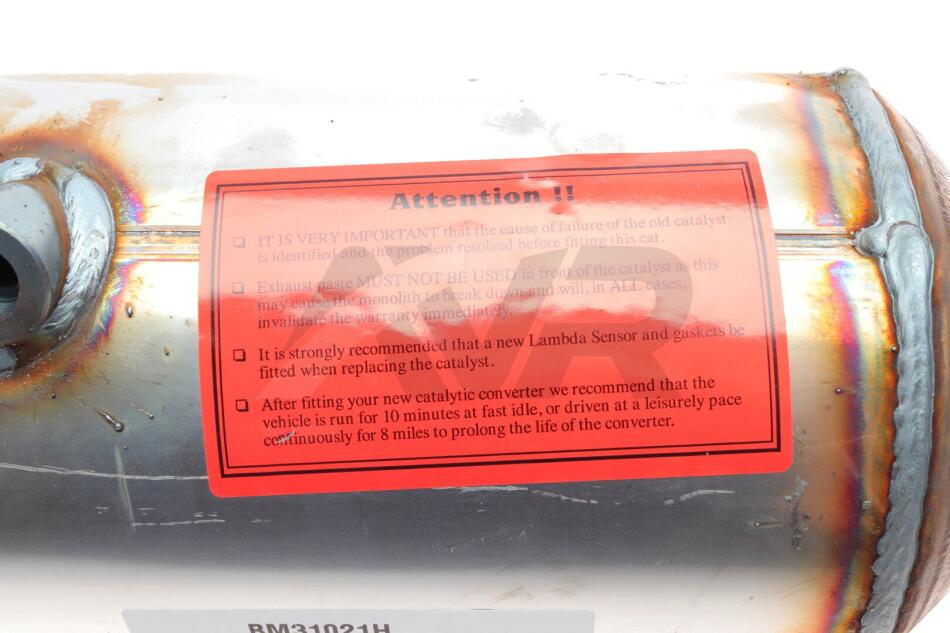 Attention !!
❏ IT IS VERY IMPORTANT that the cause of failure of the old catalyst
is identified and the problem resolved before fitting this cat.
❏ Exhaust paste MUST NOT BE USED in front of the catalyst as this
may cause the monolith to break down and will, in ALL cases,
invalidate the warranty immediately.
❏ It is strongly recommended that a new Lambda Sensor and gaskets be
fitted when replacing the catalyst.
❏ After fitting your new catalytic converter we recommend that the
vehicle is run for 10 minutes at fast idle, or driven at a leisurely pace
continuously for 8 miles to prolong the life of the converter.
BM31021H